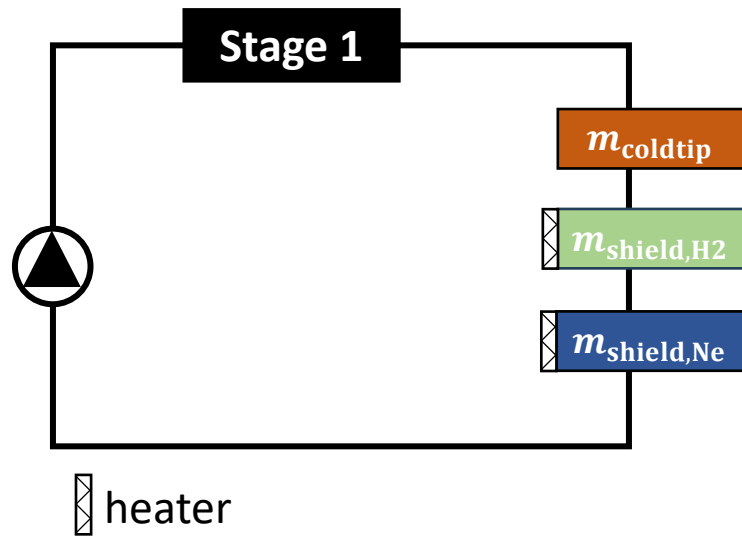 Stage 1
m_coldtip
m_shield,H2
m_shield,Ne
heater